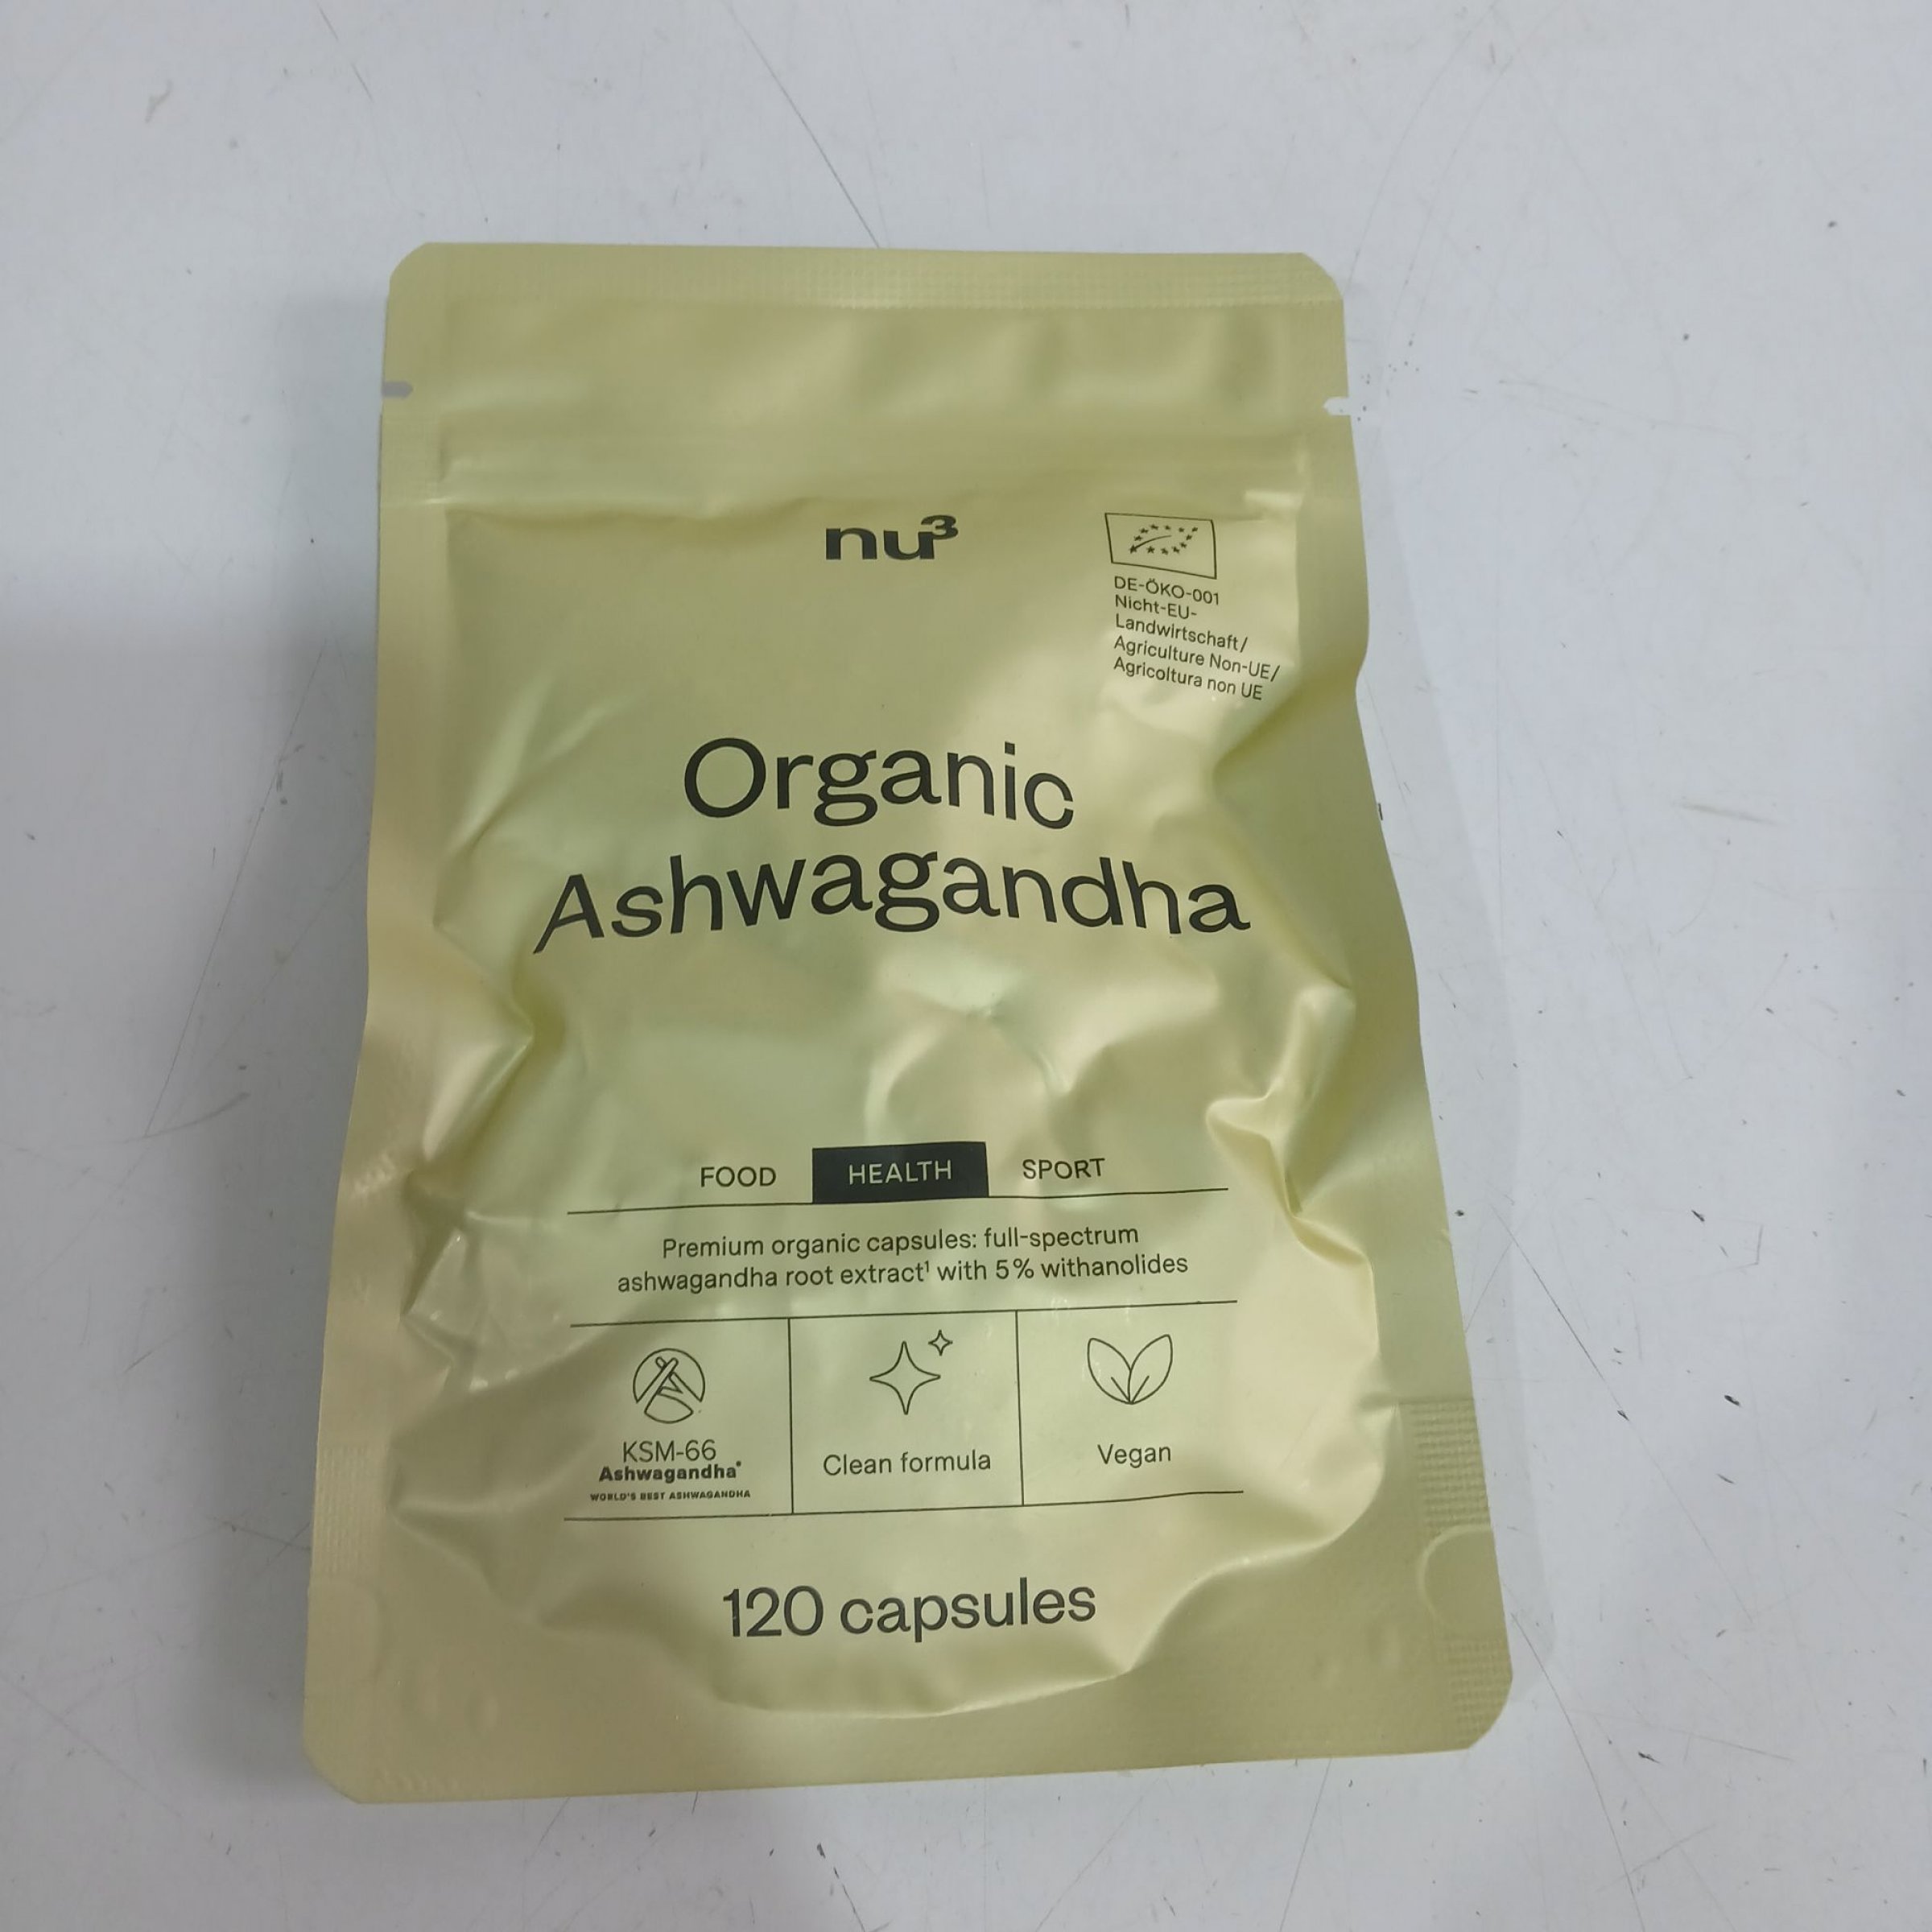 nu³
DE-ÖKO-001
Nicht-EU-
Landwirtschaft/
Agriculture Non-UE/
Agricoltura non UE
Organic
Ashwagandha
FOOD HEALTH SPORT
Premium organic capsules: full-spectrum
ashwagandha root extract¹ with 5% withanolides
KSM-66
Ashwagandha®
WORLD'S BEST ASHWAGANDHA
Clean formula
Vegan
120 capsules